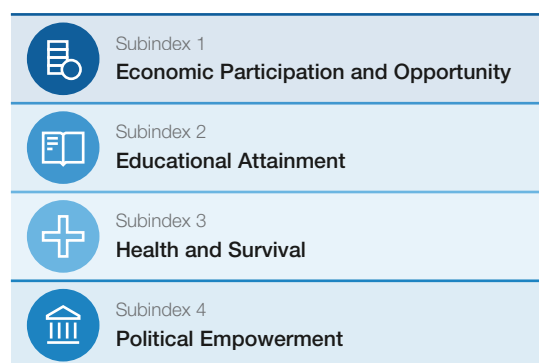 Subindex 1
Economic Participation and Opportunity
Subindex 2
Educational Attainment
Subindex 3
Health and Survival
Subindex 4
Political Empowerment